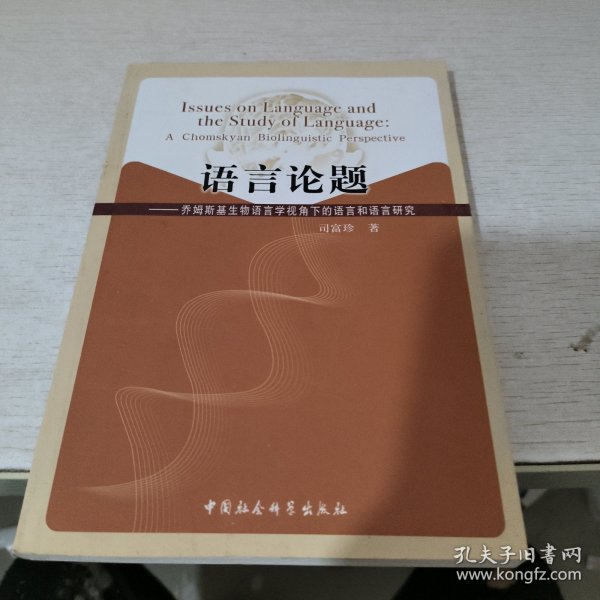 Issues on Language and
the Study of Language:
A Chomskyan Biolinguistic Perspective
语言论题
——乔姆斯基生物语言学视角下的语言和语言研究
司富珍 著
中国社会科学出版社
孔夫子旧书网
www.kongfz.com